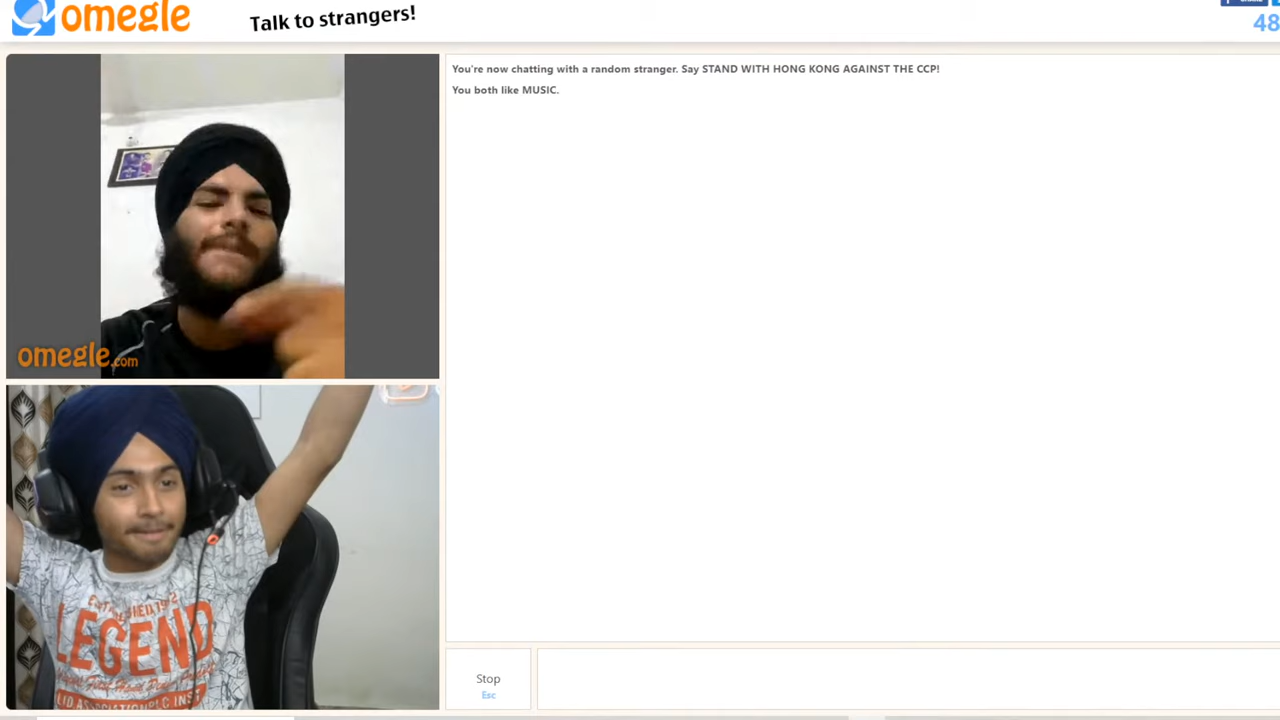 omegle
Talk to strangers!
48
You're now chatting with a random stranger. Say STAND WITH HONG KONG AGAINST THE CCP!
You both like MUSIC.
omegle.com
LEGEND
Stop
Esc